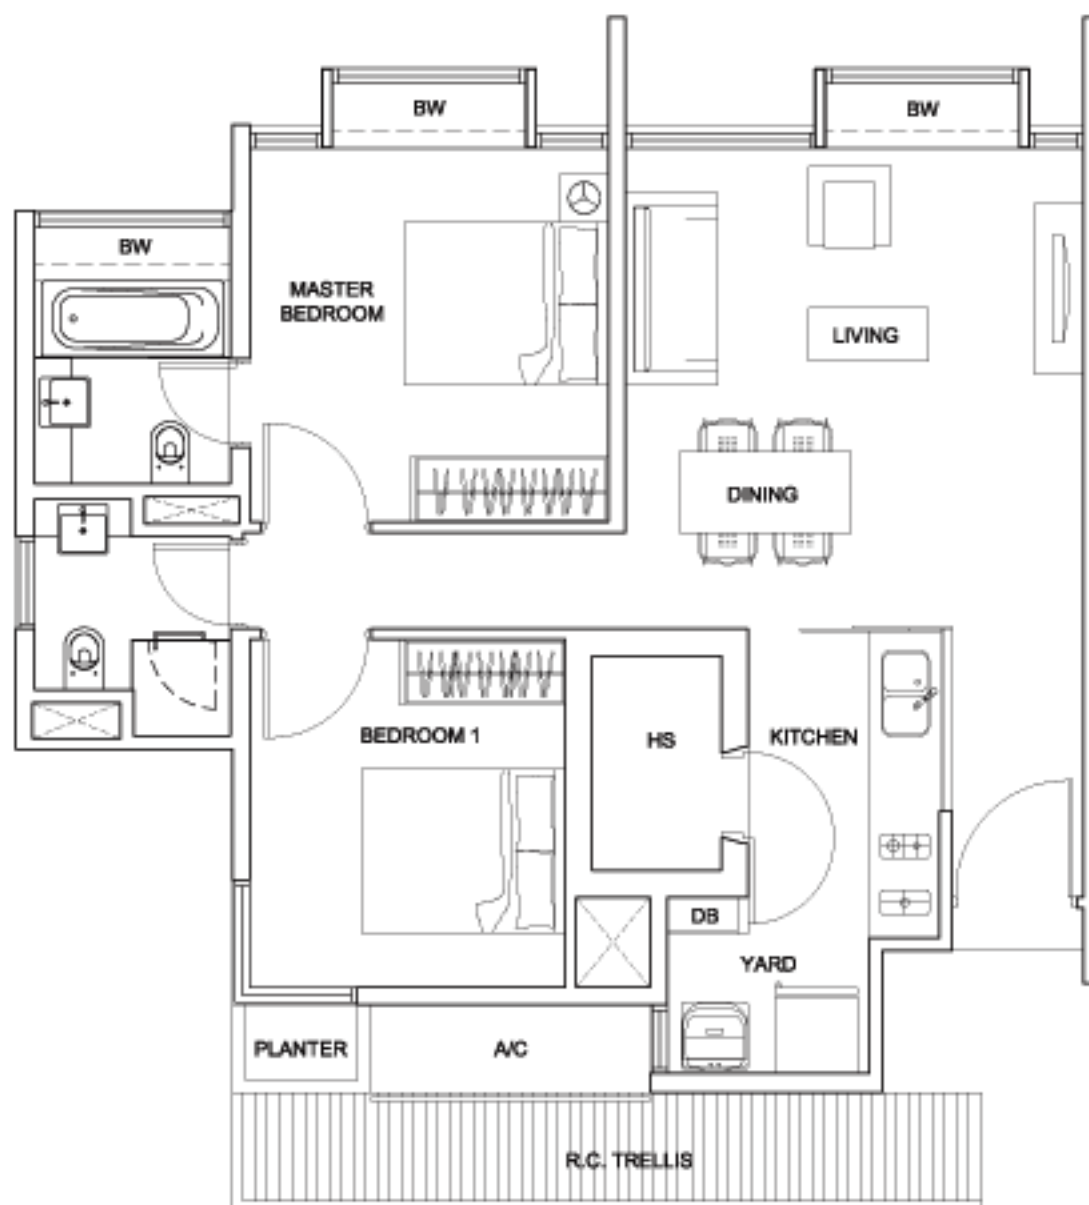 BW
BW
BW
MASTER
BEDROOM
LIVING
DINING
BEDROOM 1
HS
KITCHEN
DB
YARD
PLANTER
A/C
R.C. TRELLIS